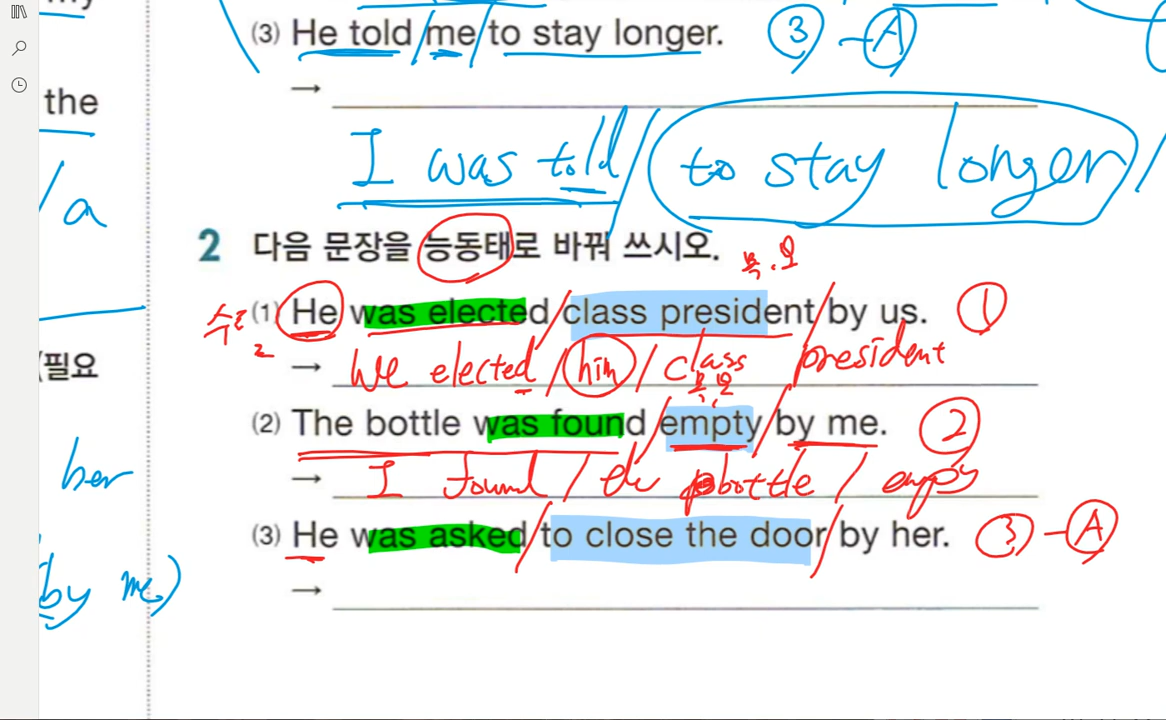 (3) He told / me / to stay longer. ③ - Ⓐ
the
→
I was told / to stay longer /
/ a
2 다음 문장을 능동태로 바꿔 쓰시오.
목.보
(1) He was elected / class president / by us. ①
(필요
→ We elected / him / class / president
(2) The bottle was found / empty / by me. ②
her
→ I found / the bottle / empty
(3) He was asked / to close the door / by her. ③ - Ⓐ
by me)
→